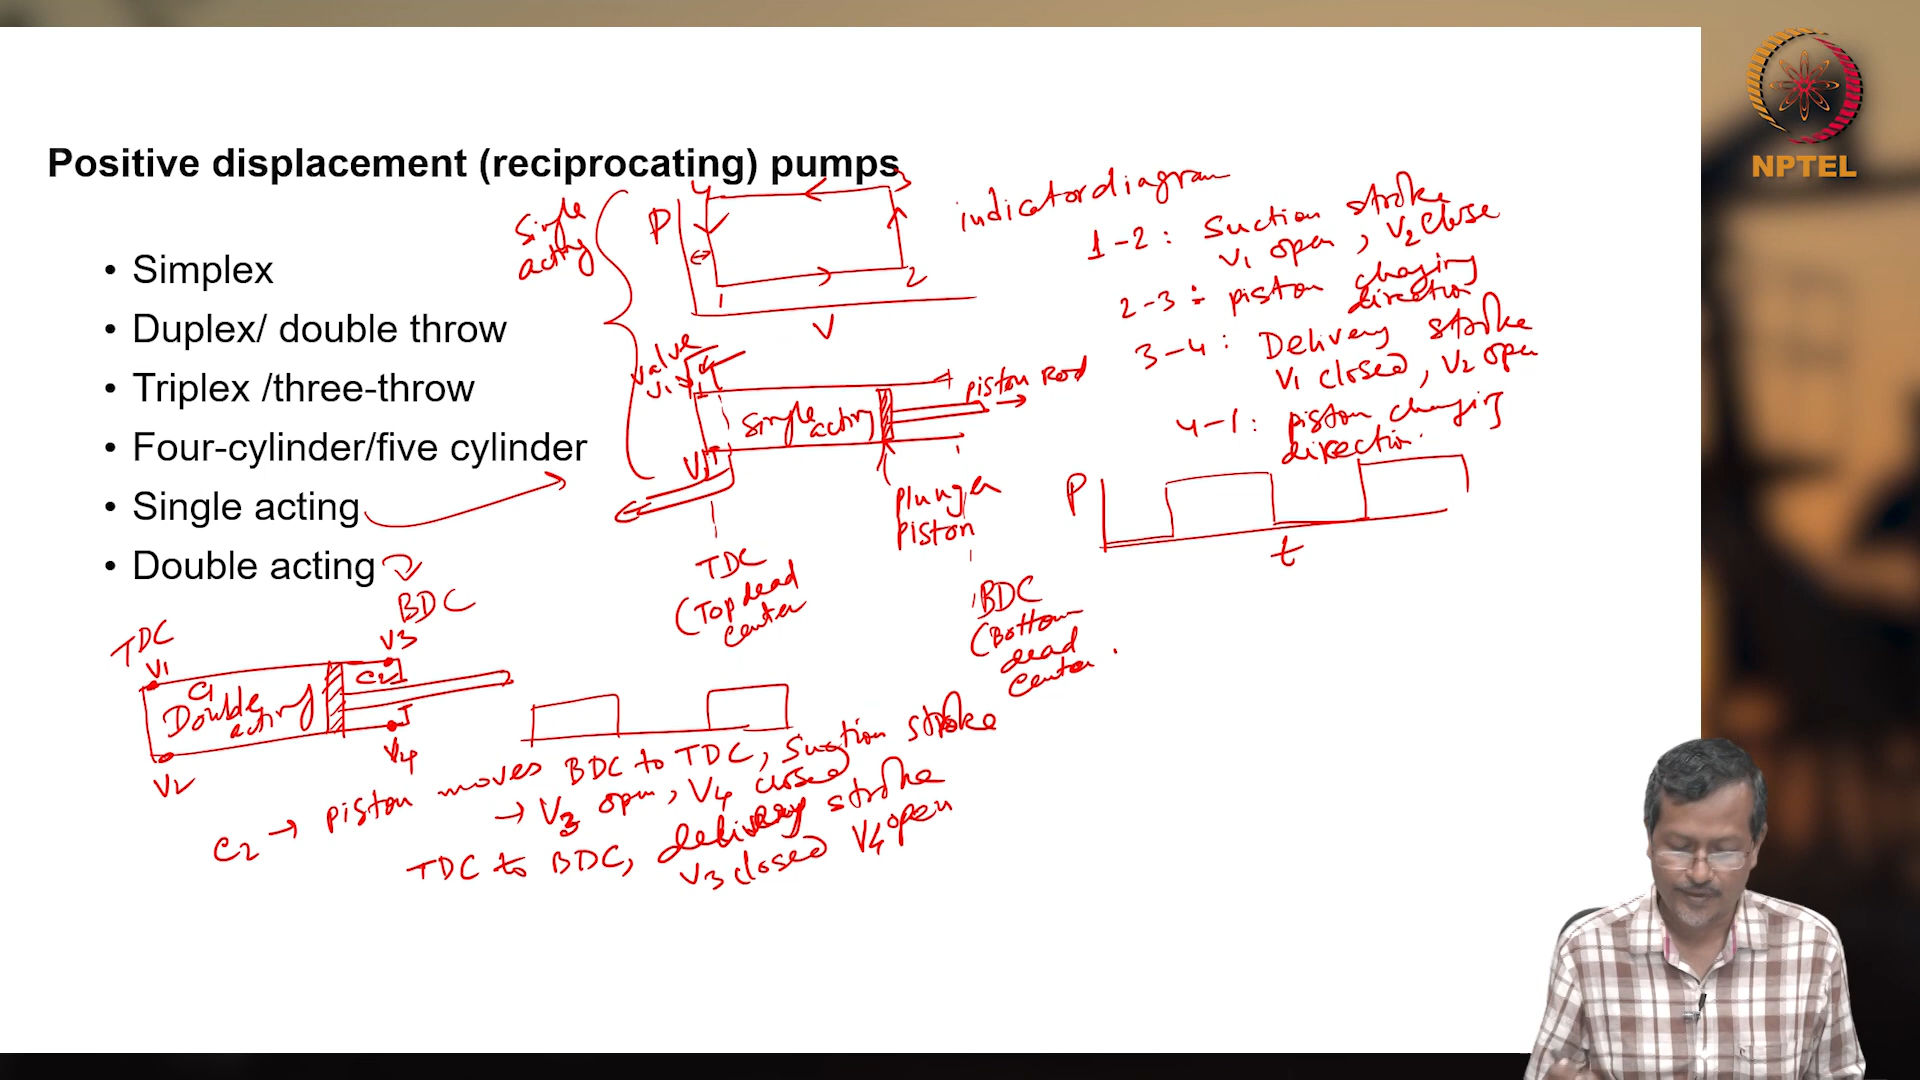 NPTEL
Positive displacement (reciprocating) pumps
• Simplex
• Duplex/ double throw
• Triplex /three-throw
• Four-cylinder/five cylinder
• Single acting
• Double acting
Single
acting
P
4
3
1
2
V
indicator diagram
1-2 : Suction stroke
V1 open , V2 close
2-3 : piston chaging
direction
3-4 : Delivery stroke
V1 closed, V2 open
4-1 : piston changing
direction.
valve
V1
Single
acting
piston Rod
V2
Plunger
Piston
TDC
(Top dead
center
BDC
(Bottom
dead
center
P
t
TDC
BDC
V1
V3
C1
C2
Double
acting
V2
V4
C2 → piston moves BDC to TDC, Suction stroke
→ V3 open, V4 closed
TDC to BDC, delivery stroke
V3 closed V4 open